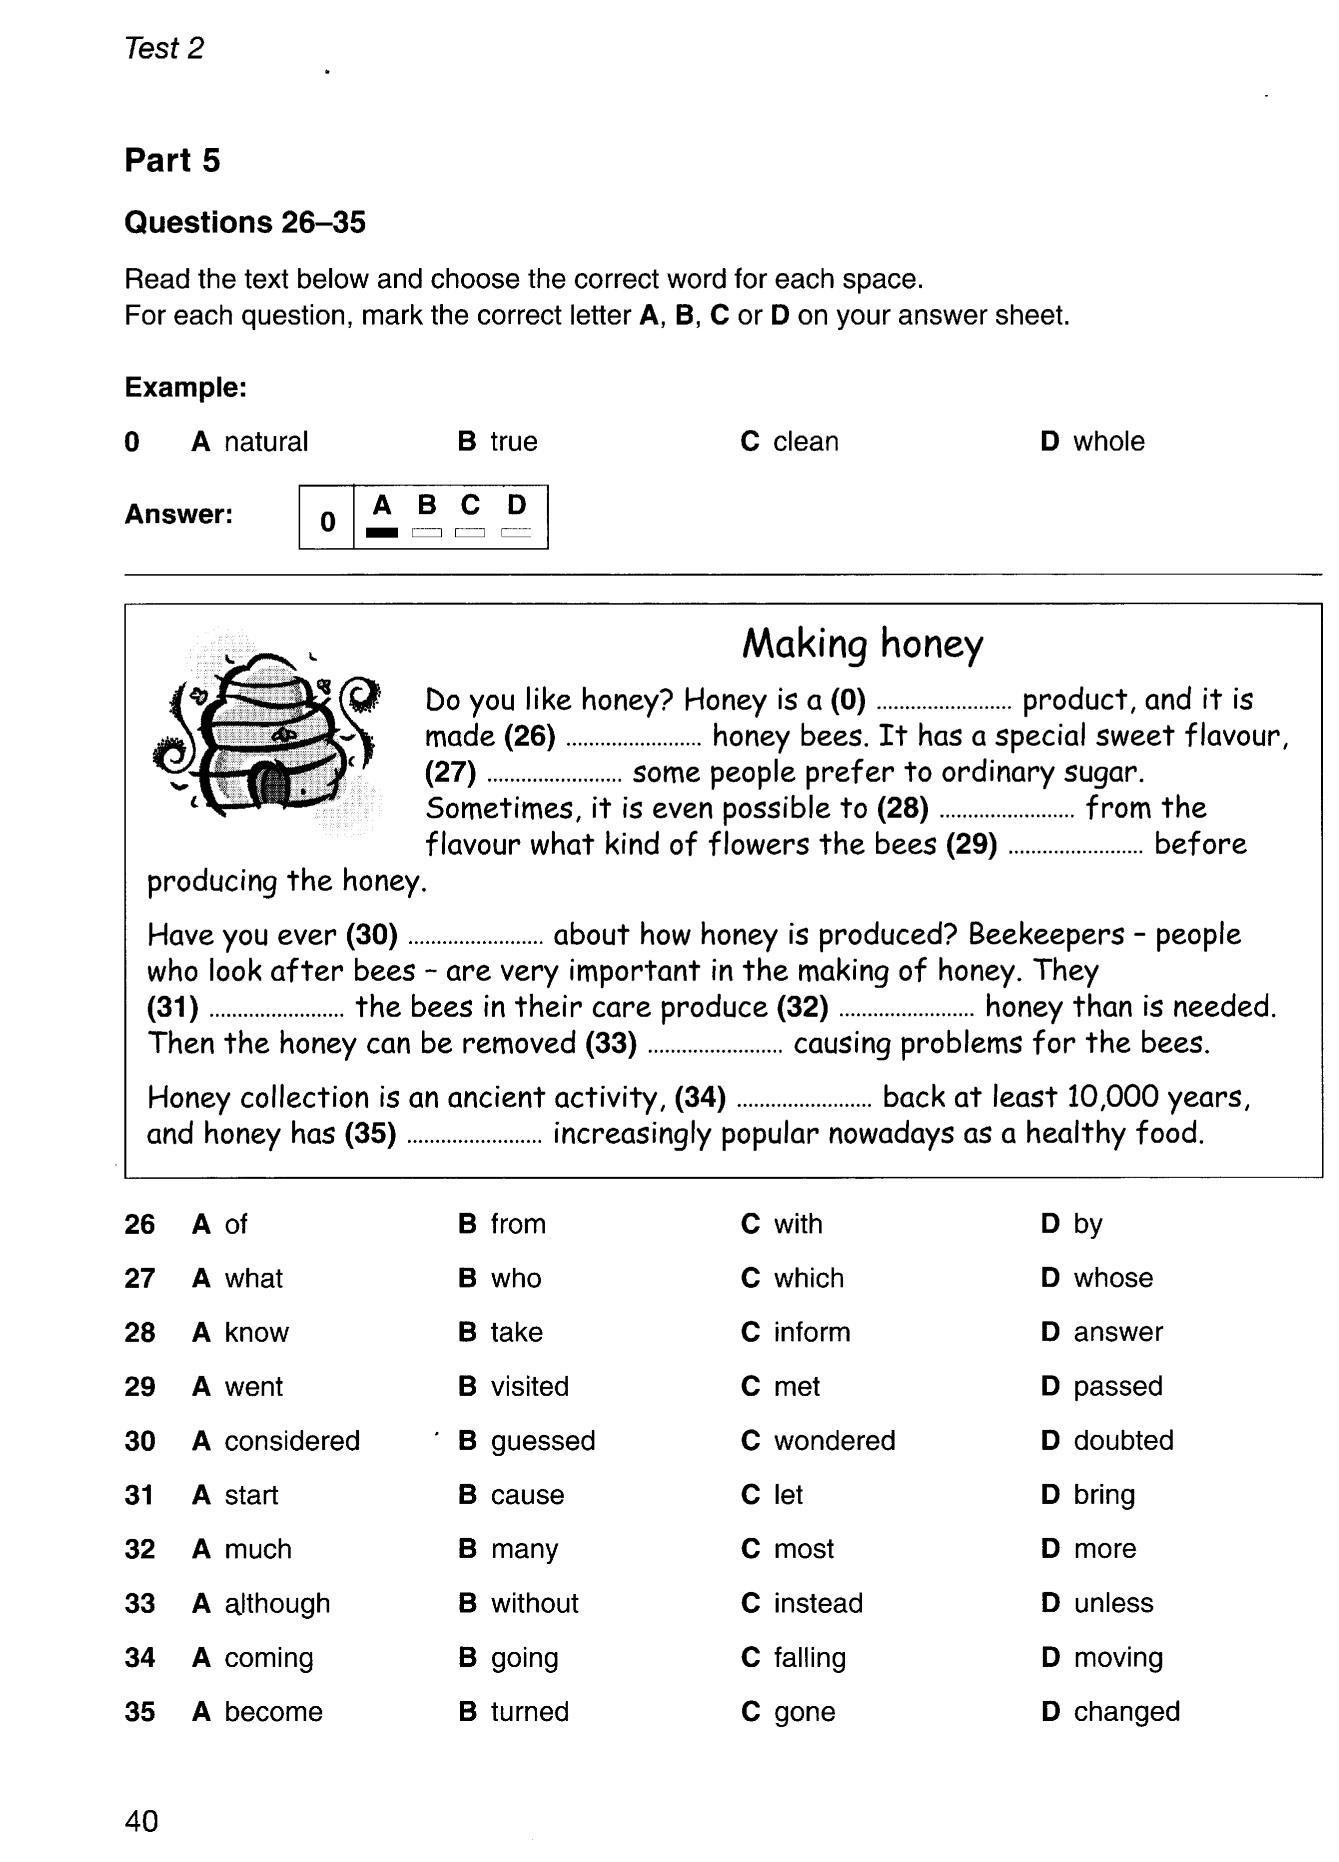 Test 2
Part 5
Questions 26–35
Read the text below and choose the correct word for each space.
For each question, mark the correct letter A, B, C or D on your answer sheet.
Example:
0 A natural B true C clean D whole
Answer: 0 A B C D
Making honey
Do you like honey? Honey is a (0) ........................ product, and it is
made (26) ........................ honey bees. It has a special sweet flavour,
(27) ........................ some people prefer to ordinary sugar.
Sometimes, it is even possible to (28) ........................ from the
flavour what kind of flowers the bees (29) ........................ before
producing the honey.
Have you ever (30) ........................ about how honey is produced? Beekeepers – people
who look after bees – are very important in the making of honey. They
(31) ........................ the bees in their care produce (32) ........................ honey than is needed.
Then the honey can be removed (33) ........................ causing problems for the bees.
Honey collection is an ancient activity, (34) ........................ back at least 10,000 years,
and honey has (35) ........................ increasingly popular nowadays as a healthy food.
26 A of B from C with D by
27 A what B who C which D whose
28 A know B take C inform D answer
29 A went B visited C met D passed
30 A considered B guessed C wondered D doubted
31 A start B cause C let D bring
32 A much B many C most D more
33 A although B without C instead D unless
34 A coming B going C falling D moving
35 A become B turned C gone D changed
40